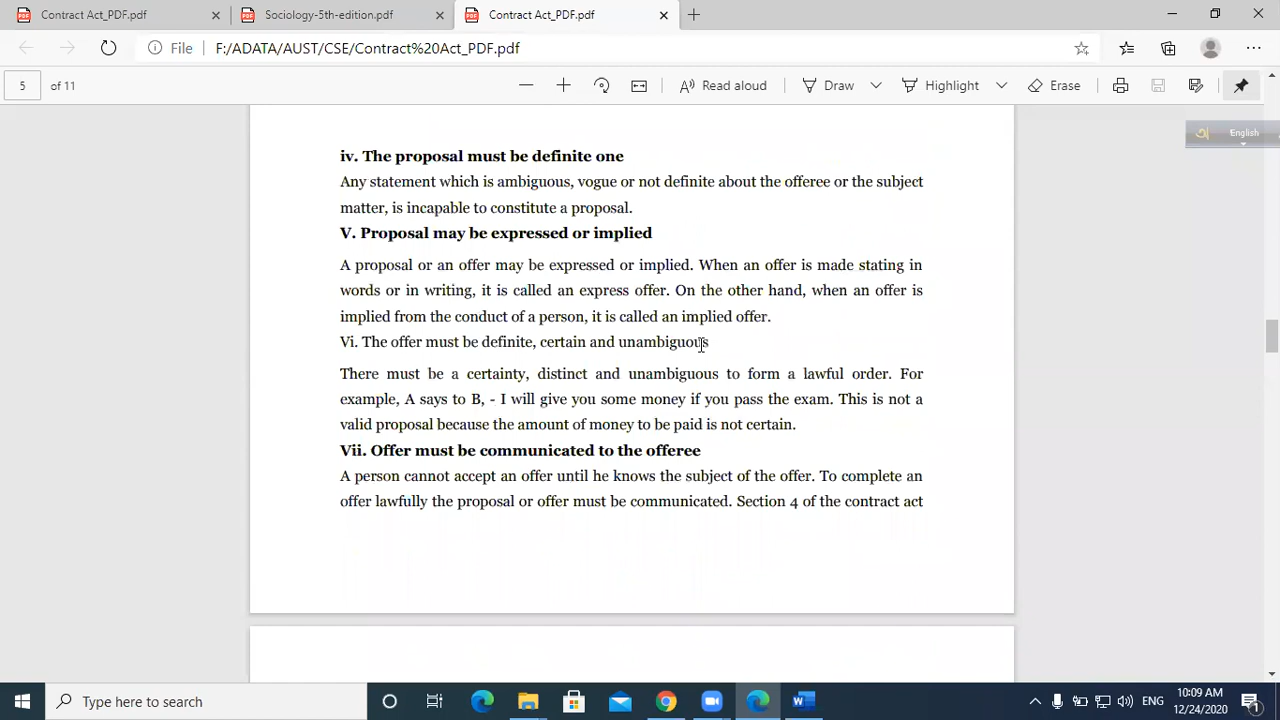 Contract Act_PDF.pdf
Sociology-5th-edition.pdf
Contract Act_PDF.pdf
File
F:/ADATA/AUST/CSE/Contract%20Act_PDF.pdf
5 of 11
Read aloud
Draw
Highlight
Erase
English
iv. The proposal must be definite one
Any statement which is ambiguous, vogue or not definite about the offeree or the subject
matter, is incapable to constitute a proposal.
V. Proposal may be expressed or implied
A proposal or an offer may be expressed or implied. When an offer is made stating in
words or in writing, it is called an express offer. On the other hand, when an offer is
implied from the conduct of a person, it is called an implied offer.
Vi. The offer must be definite, certain and unambiguous
There must be a certainty, distinct and unambiguous to form a lawful order. For
example, A says to B, - I will give you some money if you pass the exam. This is not a
valid proposal because the amount of money to be paid is not certain.
Vii. Offer must be communicated to the offeree
A person cannot accept an offer until he knows the subject of the offer. To complete an
offer lawfully the proposal or offer must be communicated. Section 4 of the contract act
Type here to search
ENG
10:09 AM
12/24/2020